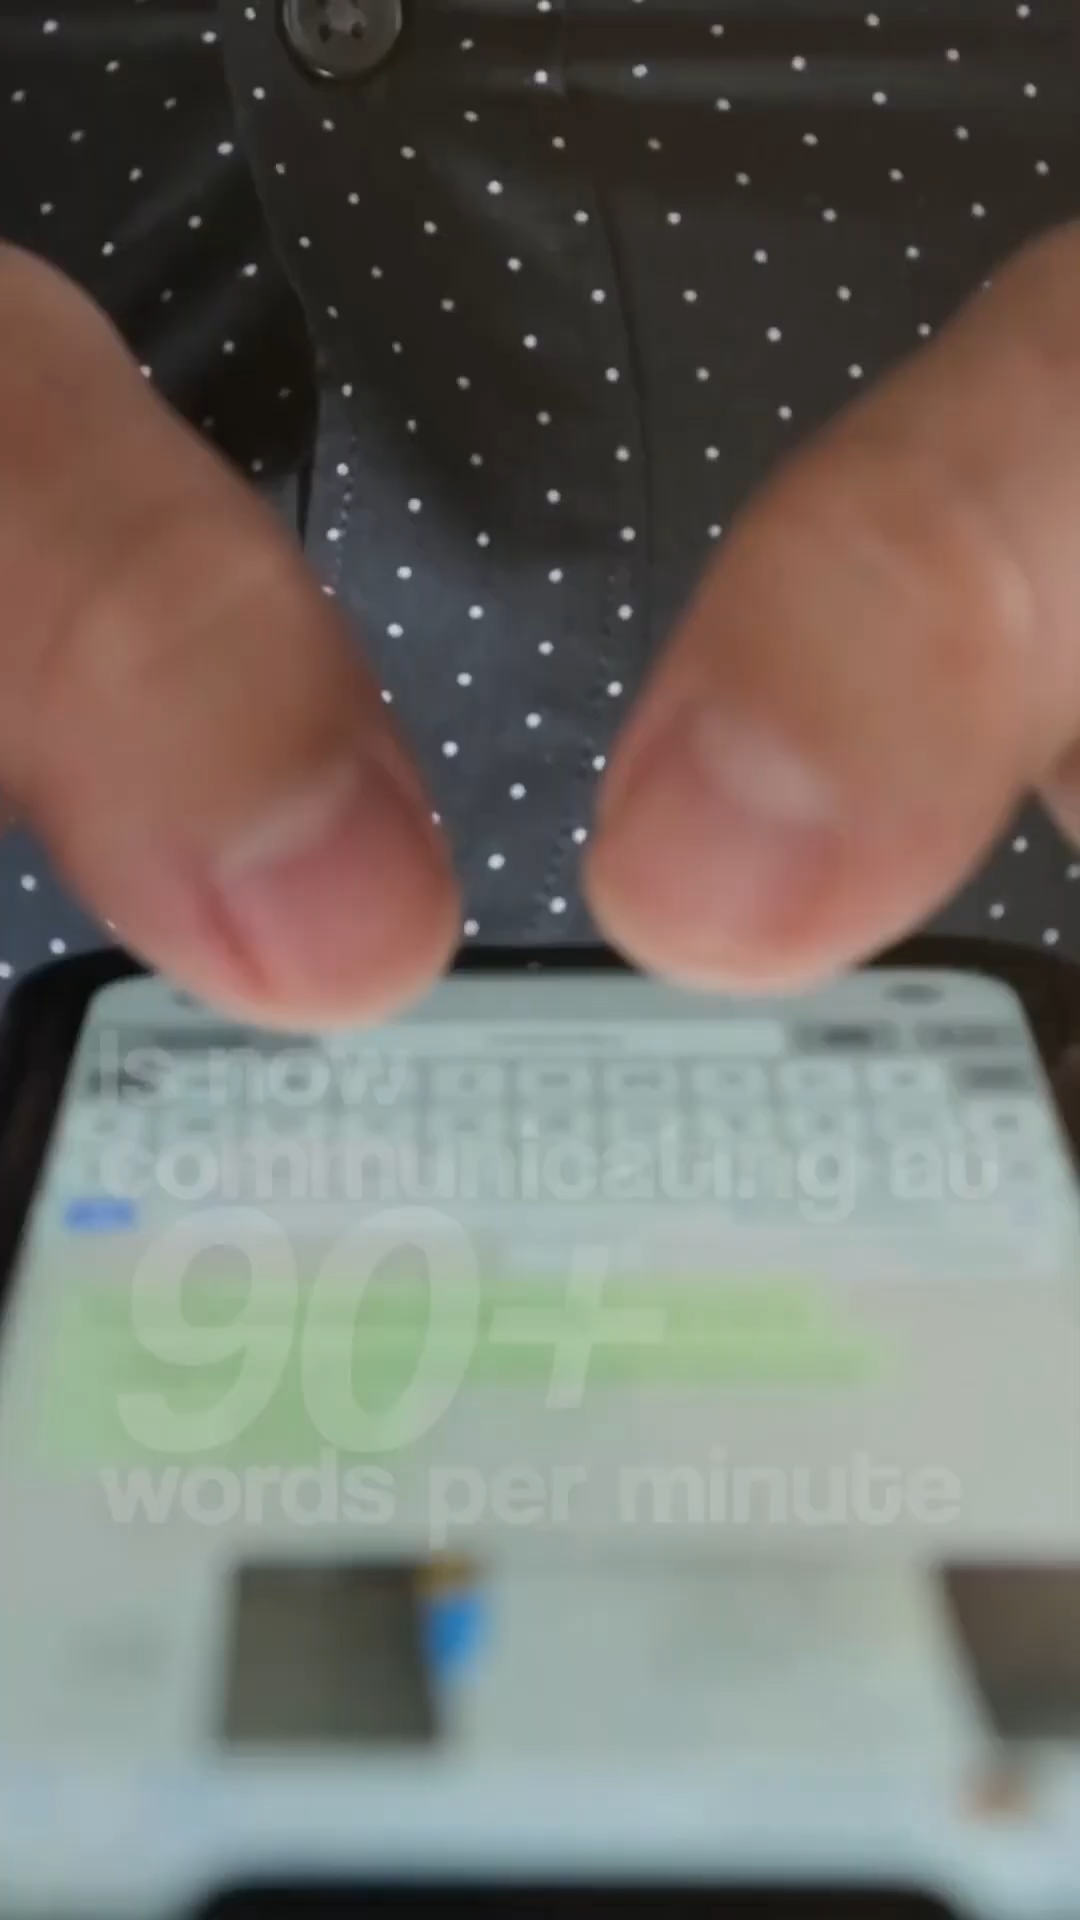 is now
communicating at
90+
words per minute